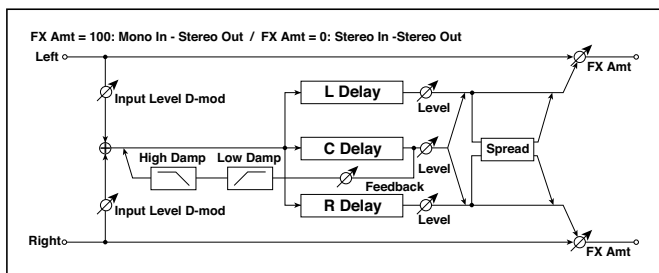 FX Amt = 100: Mono In - Stereo Out / FX Amt = 0: Stereo In -Stereo Out
Left
FX Amt
Input Level D-mod
L Delay
Level
High Damp
Low Damp
C Delay
Level
Spread
Feedback
Input Level D-mod
R Delay
Level
Right
FX Amt